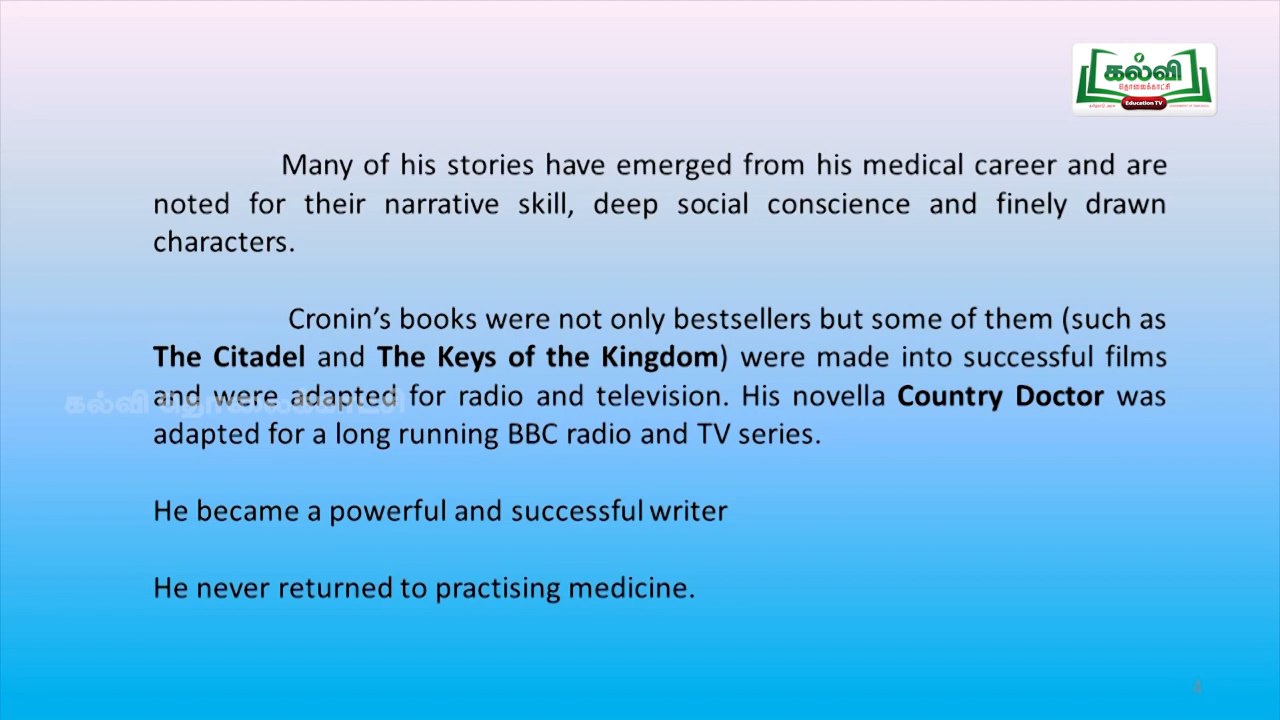 கல்வி
தொலைக்காட்சி
Education TV
Many of his stories have emerged from his medical career and are
noted for their narrative skill, deep social conscience and finely drawn
characters.
Cronin’s books were not only bestsellers but some of them (such as
The Citadel and The Keys of the Kingdom) were made into successful films
and were adapted for radio and television. His novella Country Doctor was
கல்வி தொலைக்காட்சி
adapted for a long running BBC radio and TV series.
He became a powerful and successful writer
He never returned to practising medicine.